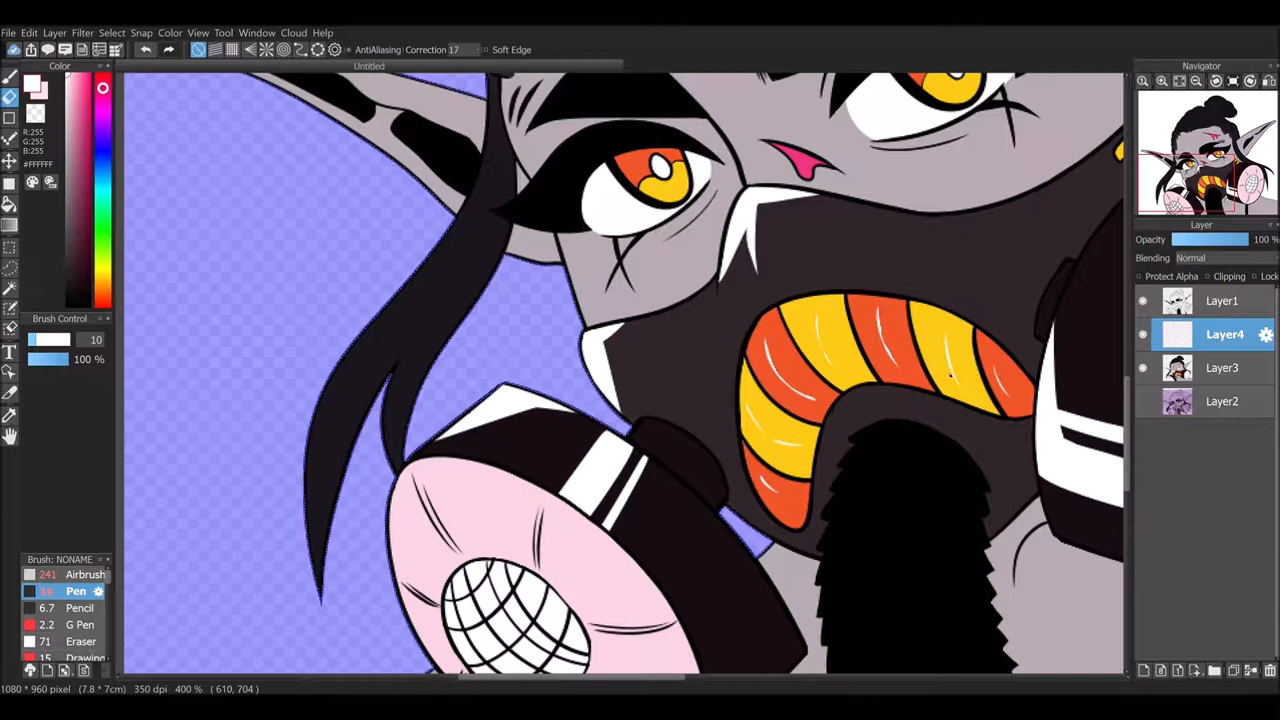 File Edit Layer Filter Select Snap Color View Tool Window Cloud Help
AntiAliasing Correction 17 Soft Edge
Color
Untitled
Navigator
R:255
G:255
B:255
#FFFFFF
Brush Control
10
100 %
Layer
Opacity 100 %
Blending Normal
Protect Alpha Clipping Lock
Layer1
Layer4
Layer3
Layer2
Brush: NONAME
241 Airbrush
Pen
6.7 Pencil
2.2 G Pen
71 Eraser
15 Drawing
1080 * 960 pixel (7.8 * 7cm) 350 dpi 400 % ( 610, 704 )